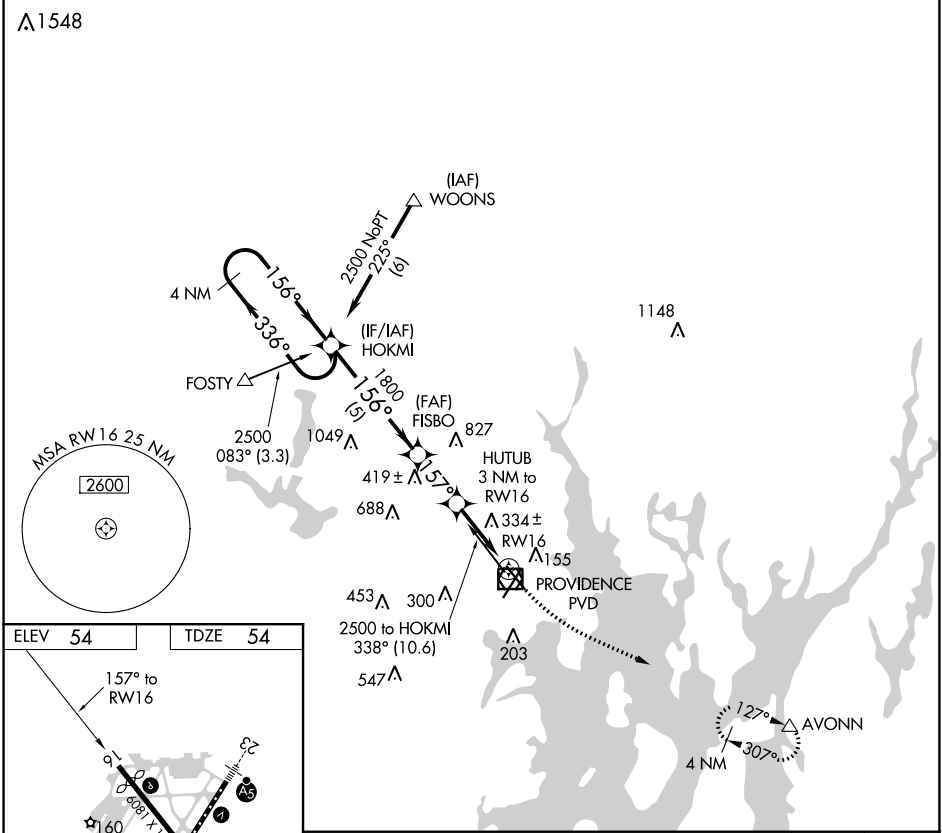 1548
(IAF)
WOONS
2500 NoPT
225°
(6)
4 NM
156°
336°
(IF/IAF)
HOKMI
1148
FOSTY
2500
083° (3.3)
1800
156°
(5)
(FAF)
FISBO
1049
827
419 ±
157°
HUTUB
3 NM to
RW16
688
334 ±
RW16
155
MSA RW16 25 NM
2600
PROVIDENCE
PVD
453
300
2500 to HOKMI
338° (10.6)
203
547
127°
AVONN
307°
4 NM
ELEV 54
TDZE 54
157° to
RW16
16
23
P
A5
V
160